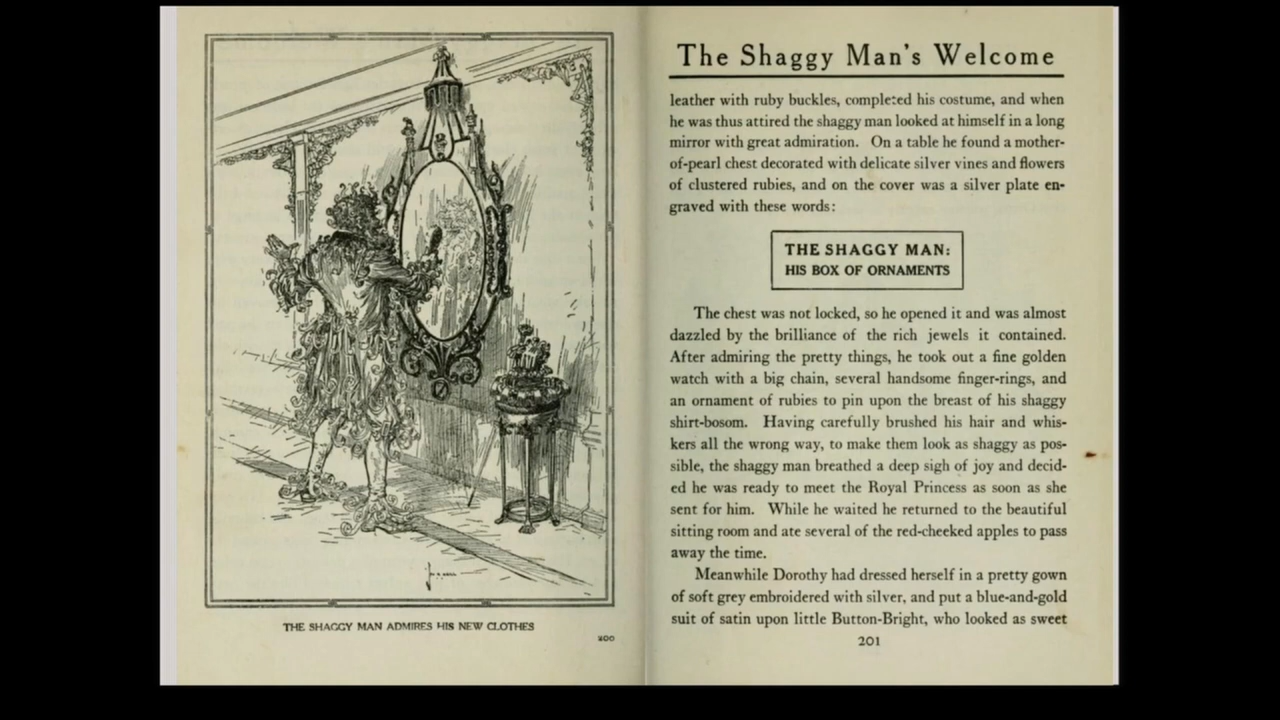 THE SHAGGY MAN ADMIRES HIS NEW CLOTHES
200
The Shaggy Man's Welcome
leather with ruby buckles, completed his costume, and when
he was thus attired the shaggy man looked at himself in a long
mirror with great admiration. On a table he found a mother-
of-pearl chest decorated with delicate silver vines and flowers
of clustered rubies, and on the cover was a silver plate en-
graved with these words:
THE SHAGGY MAN:
HIS BOX OF ORNAMENTS
The chest was not locked, so he opened it and was almost
dazzled by the brilliance of the rich jewels it contained.
After admiring the pretty things, he took out a fine golden
watch with a big chain, several handsome finger-rings, and
an ornament of rubies to pin upon the breast of his shaggy
shirt-bosom. Having carefully brushed his hair and whis-
kers all the wrong way, to make them look as shaggy as pos-
sible, the shaggy man breathed a deep sigh of joy and decid-
ed he was ready to meet the Royal Princess as soon as she
sent for him. While he waited he returned to the beautiful
sitting room and ate several of the red-cheeked apples to pass
away the time.
Meanwhile Dorothy had dressed herself in a pretty gown
of soft grey embroidered with silver, and put a blue-and-gold
suit of satin upon little Button-Bright, who looked as sweet
201